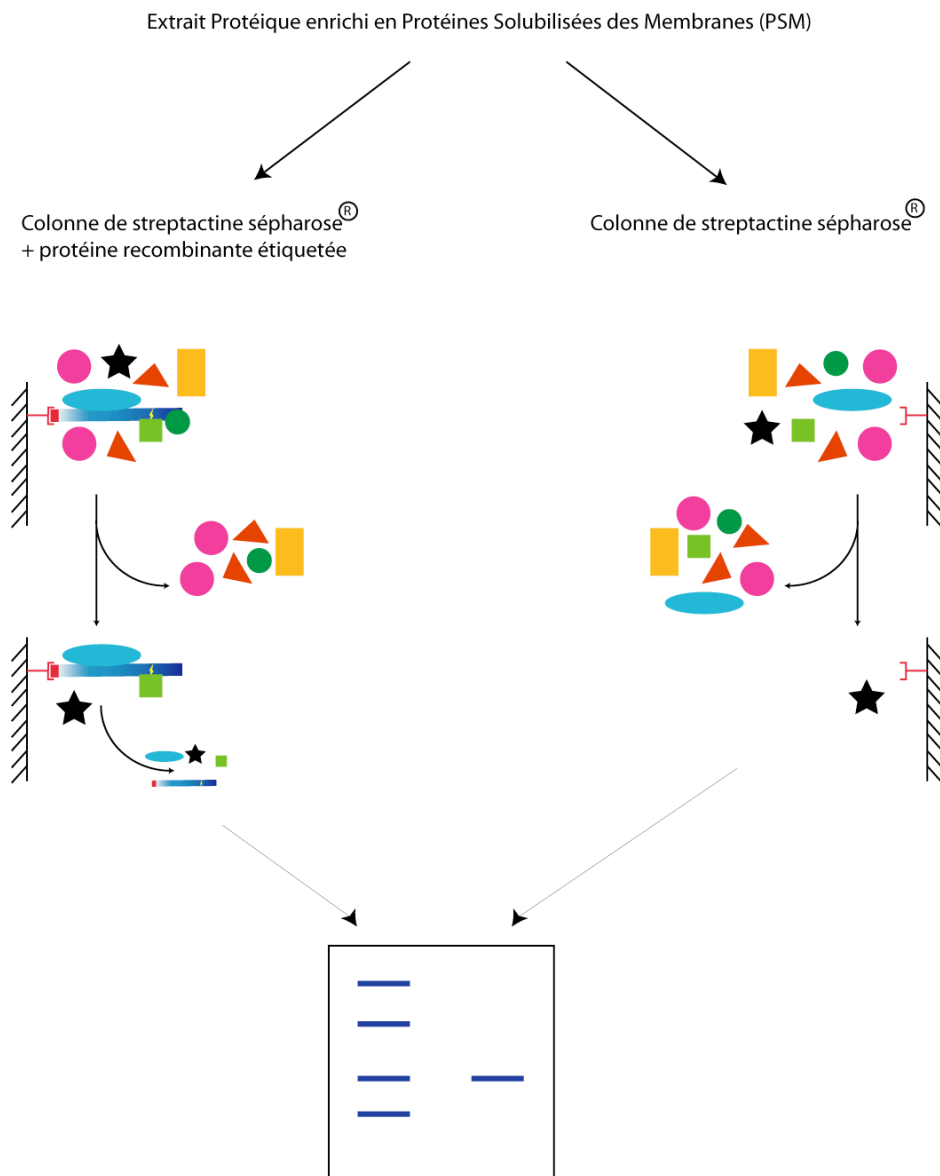 Extrait Protéique enrichi en Protéines Solubilisées des Membranes (PSM)
Colonne de streptactine sépharose®
+ protéine recombinante étiquetée
Colonne de streptactine sépharose®